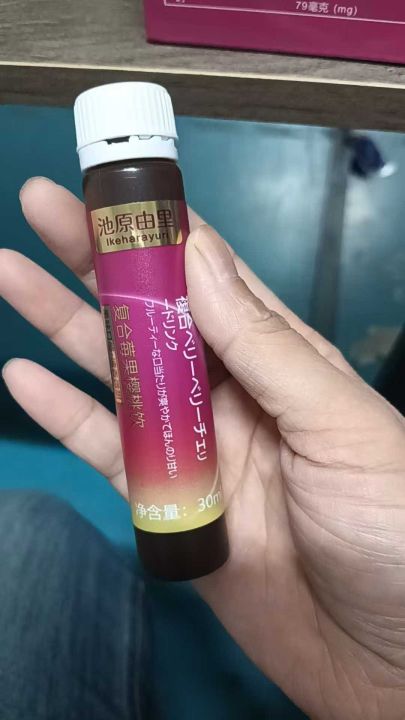 79毫克 (mg)
池原由里
Ikeharayuri
複合ベリーベリーチェリ
ードリンク
フルーティーな口当たりが爽やかでほんのり甘い
复合莓果樱桃饮
净含量: 30m